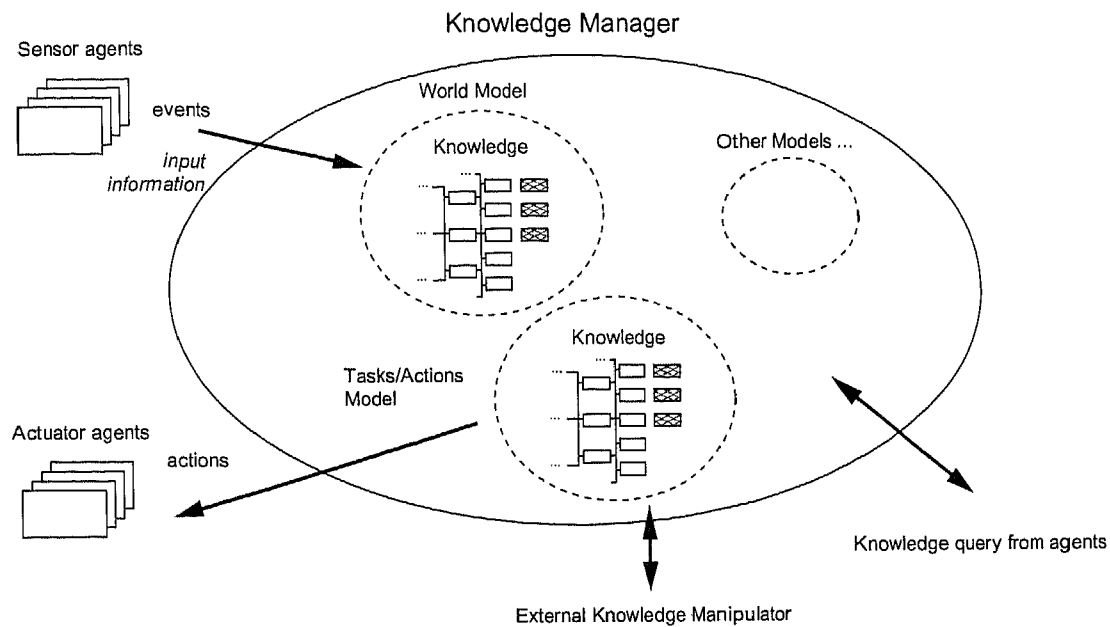 Knowledge Manager
Sensor agents
events
input
information
World Model
Knowledge
...
...
...
...
Other Models ...
Knowledge
...
...
...
...
Tasks/Actions
Model
Actuator agents
actions
Knowledge query from agents
External Knowledge Manipulator